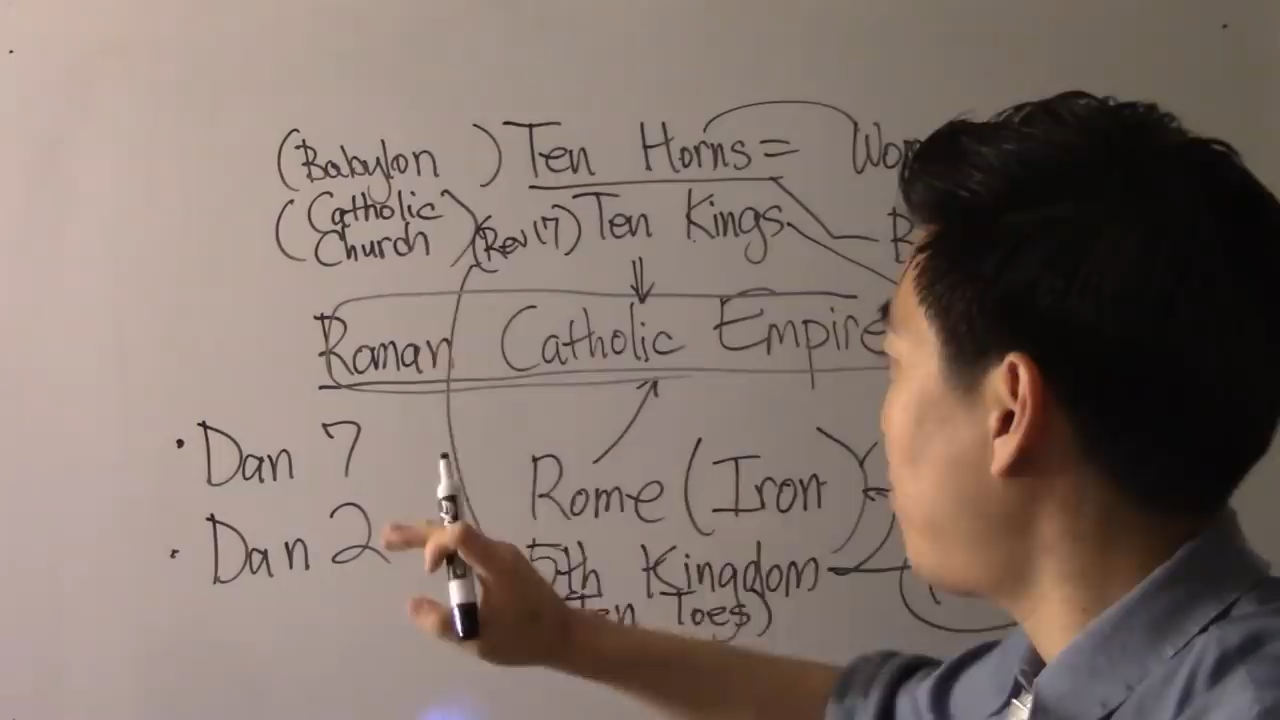 (Babylon ) Ten Horns =
(Catholic Church) (Rev 17) Ten Kings
Roman Catholic Empire
• Dan 7
Rome (Iron)
• Dan 2
5th Kingdom
Ten Toes)